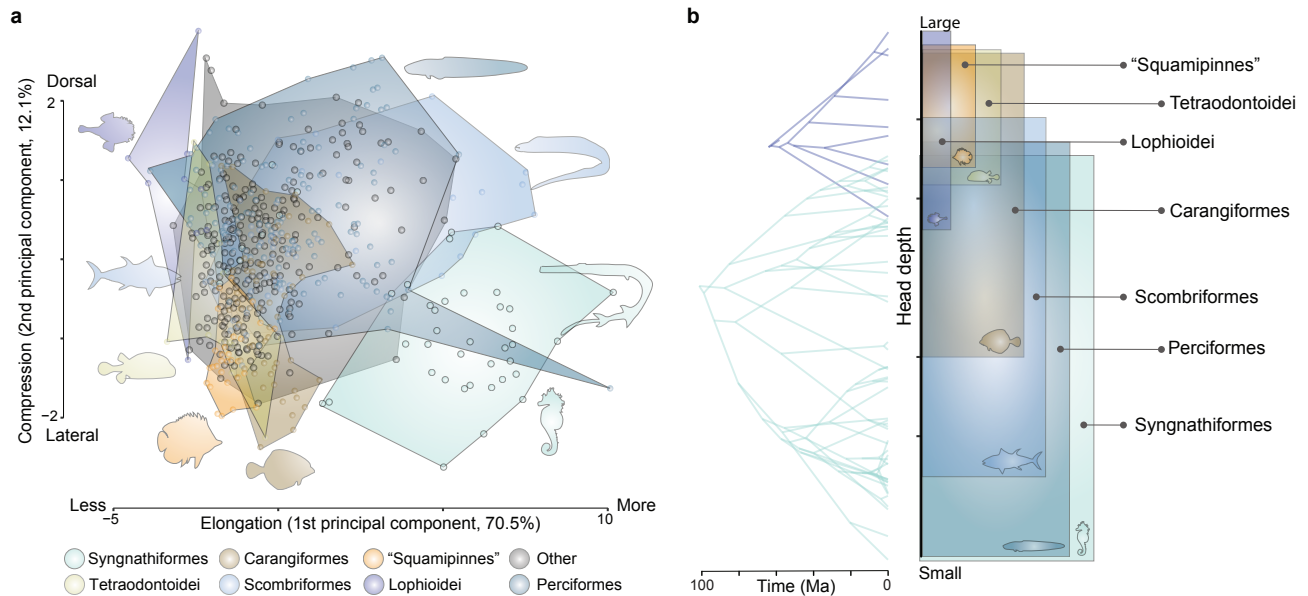 a
Dorsal
2
Compression (2nd principal component, 12.1%)
−2
Lateral
Less
More
−5
Elongation (1st principal component, 70.5%)
10
Syngnathiformes
Carangiformes
“Squamipinnes”
Other
Tetraodontoidei
Scombriformes
Lophioidei
Perciformes
b
Large
“Squamipinnes”
Tetraodontoidei
Lophioidei
Carangiformes
Head depth
Scombriformes
Perciformes
Syngnathiformes
Small
100
Time (Ma)
0